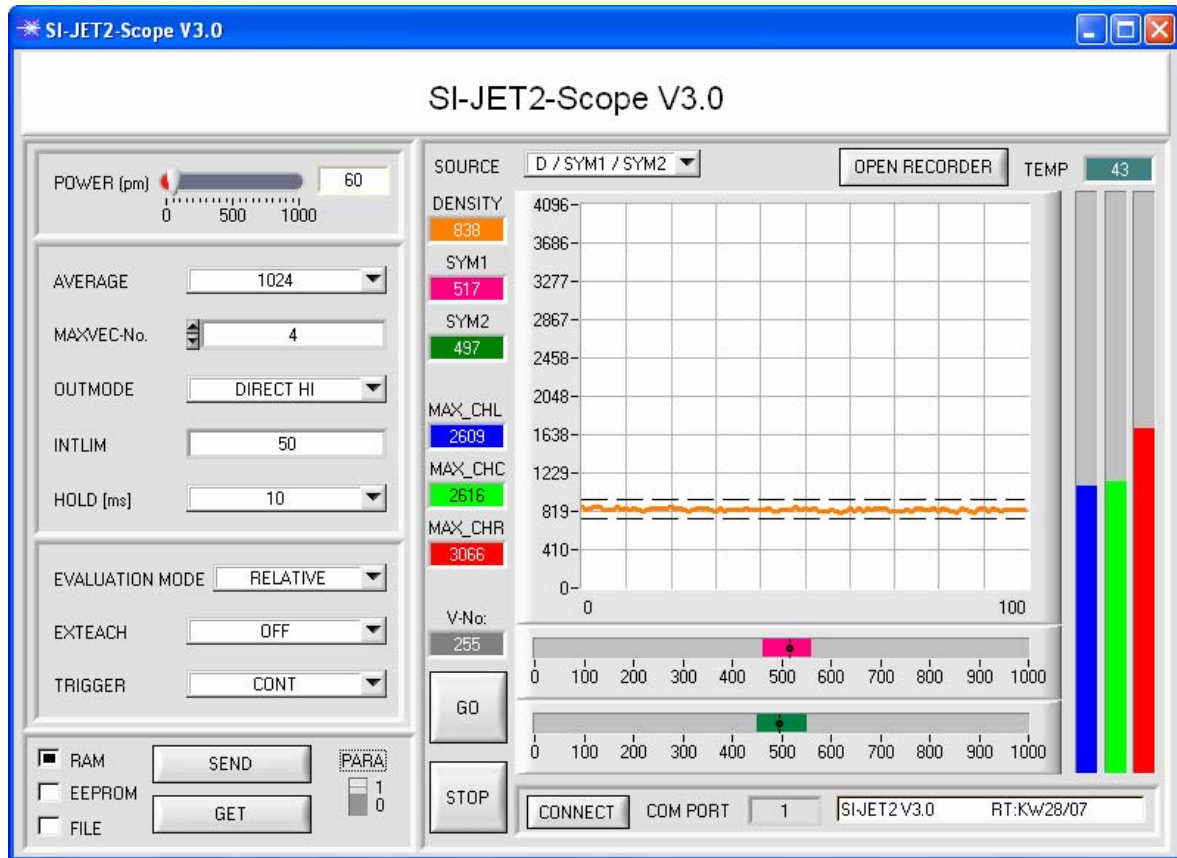 SI-JET2-Scope V3.0
SI-JET2-Scope V3.0
POWER (pm)
60
0 500 1000
AVERAGE 1024
MAXVEC-No. 4
OUTMODE DIRECT HI
INTLIM 50
HOLD [ms] 10
EVALUATION MODE RELATIVE
EXTEACH OFF
TRIGGER CONT
RAM
EEPROM
FILE
SEND
GET
PARA
1
0
SOURCE D / SYM1 / SYM2
OPEN RECORDER
TEMP 43
DENSITY
838
SYM1
517
SYM2
497
MAX_CHL
2609
MAX_CHC
2616
MAX_CHR
3066
V-No:
255
GO
STOP
4096
3686
3277
2867
2458
2048
1638
1229
819
410
0
0 100
0 100 200 300 400 500 600 700 800 900 1000
0 100 200 300 400 500 600 700 800 900 1000
CONNECT COM PORT 1 SI-JET2 V3.0 RT:KW28/07